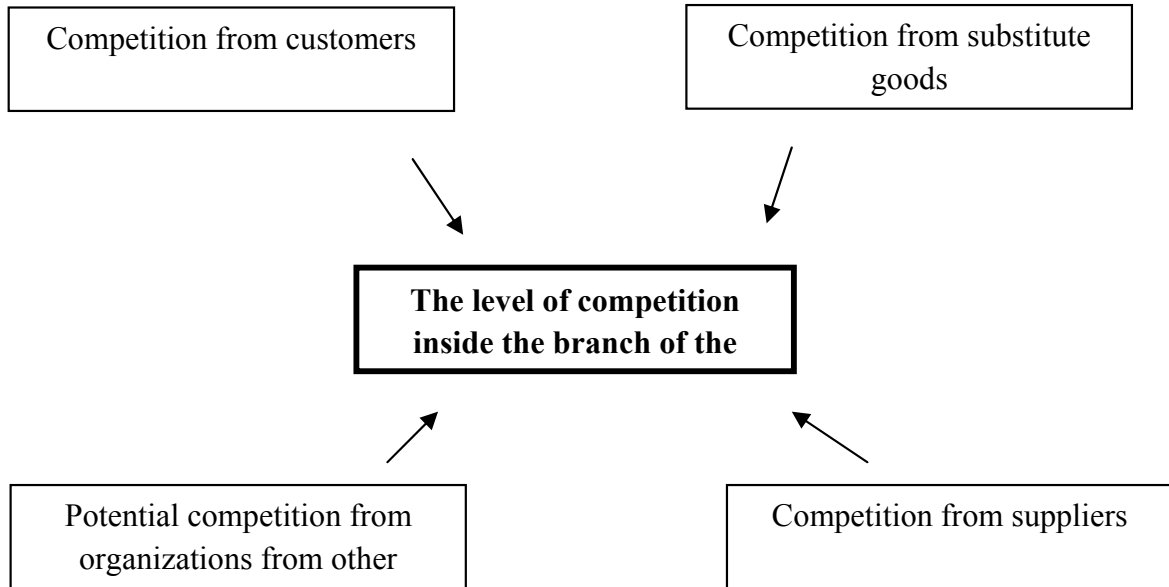 Competition from customers
Competition from substitute
goods
The level of competition
inside the branch of the
Potential competition from
organizations from other
Competition from suppliers